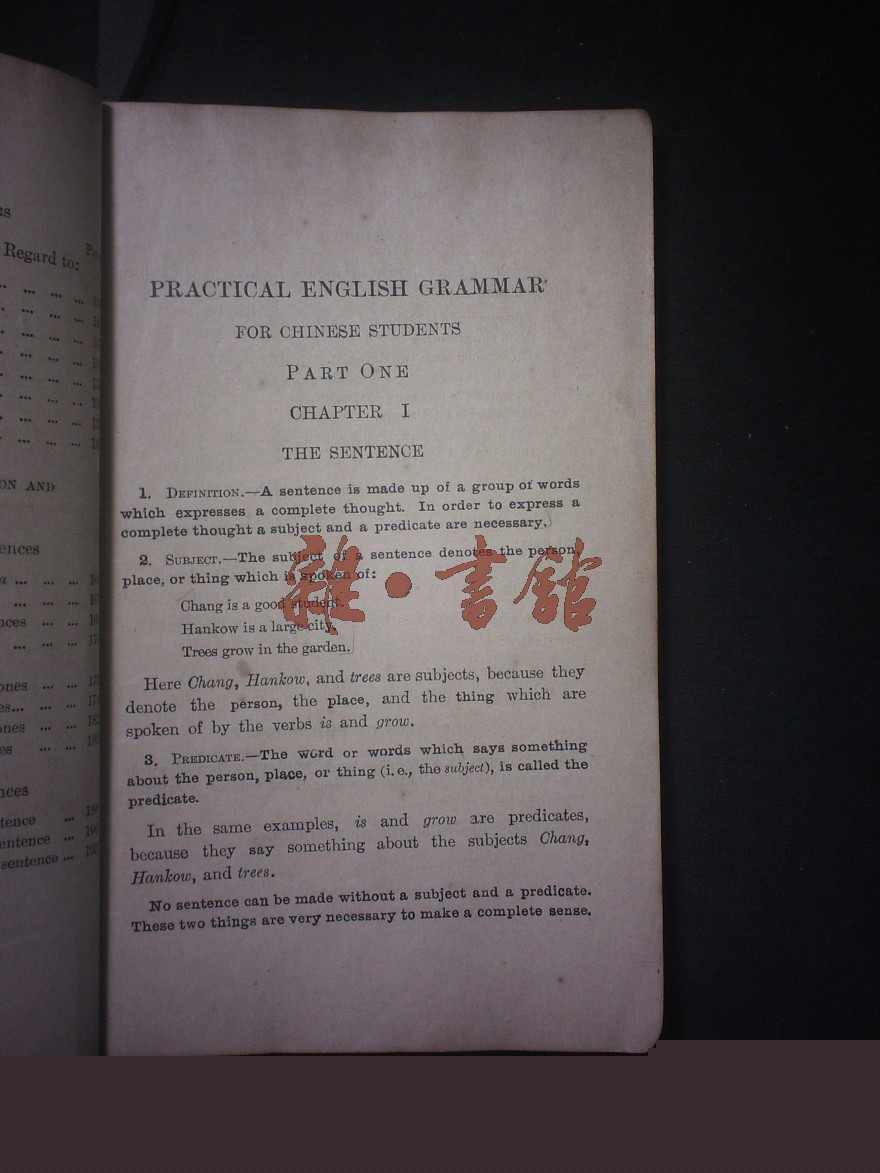 Regard to:
ON AND
ences
nces
ones
ones
es
nces
tence
entence
sentence
PRACTICAL ENGLISH GRAMMAR
FOR CHINESE STUDENTS
PART ONE
CHAPTER I
THE SENTENCE
1. DEFINITION.—A sentence is made up of a group of words
which expresses a complete thought. In order to express a
complete thought a subject and a predicate are necessary.
2. SUBJECT.—The subject of a sentence denotes the person,
place, or thing which is spoken of:
Chang is a good student.
Hankow is a large city.
Trees grow in the garden.
Here Chang, Hankow, and trees are subjects, because they
denote the person, the place, and the thing which are
spoken of by the verbs is and grow.
3. PREDICATE.—The word or words which says something
about the person, place, or thing (i. e., the subject), is called the
predicate.
In the same examples, is and grow are predicates,
because they say something about the subjects Chang,
Hankow, and trees.
No sentence can be made without a subject and a predicate.
These two things are very necessary to make a complete sense.
雜·書館